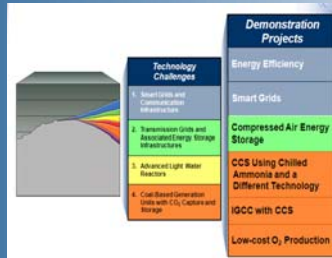 Technology
Challenges
1. Smart Grids and
Communication
Infrastructure
2. Transmission Grids and
Associated Energy Storage
Infrastructures
3. Advanced Light Water
Reactors
4. Coal-Based Generation
Units with CO₂ Capture and
Storage
Demonstration
Projects
Energy Efficiency
Smart Grids
Compressed Air Energy
Storage
CCS Using Chilled
Ammonia and a
Different Technology
IGCC with CCS
Low-cost O₂ Production